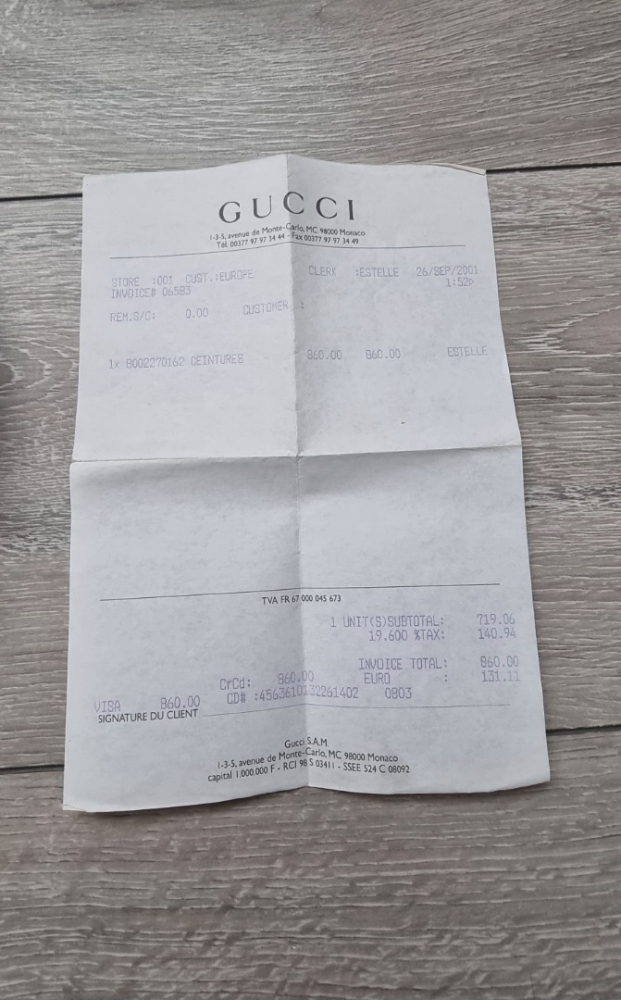 GUCCI
1-3-5, avenue de Monte-Carlo, MC 98000 Monaco
Tél. 00377 97 97 34 44 - Fax 00377 97 97 34 49
STORE :001 CUST.:EUROPE CLERK :ESTELLE 26/SEP/2001
INVOICE# 06583 1:52p
REM.S/C: 0.00 CUSTOMER :
1x 8002270162 CEINTURES 860.00 860.00 ESTELLE
TVA FR 67 000 045 673
1 UNIT(S)SUBTOTAL: 719.06
19.600 %TAX: 140.94
INVOICE TOTAL: 860.00
CrCd: 860.00 EURO : 131.11
VISA 860.00 CD# :4563610132261402 0803
SIGNATURE DU CLIENT
Gucci S.A.M.
1-3-5, avenue de Monte-Carlo, MC 98000 Monaco
capital 1.000.000 F - RCI 98 S 03411 - SSEE 524 C 08092